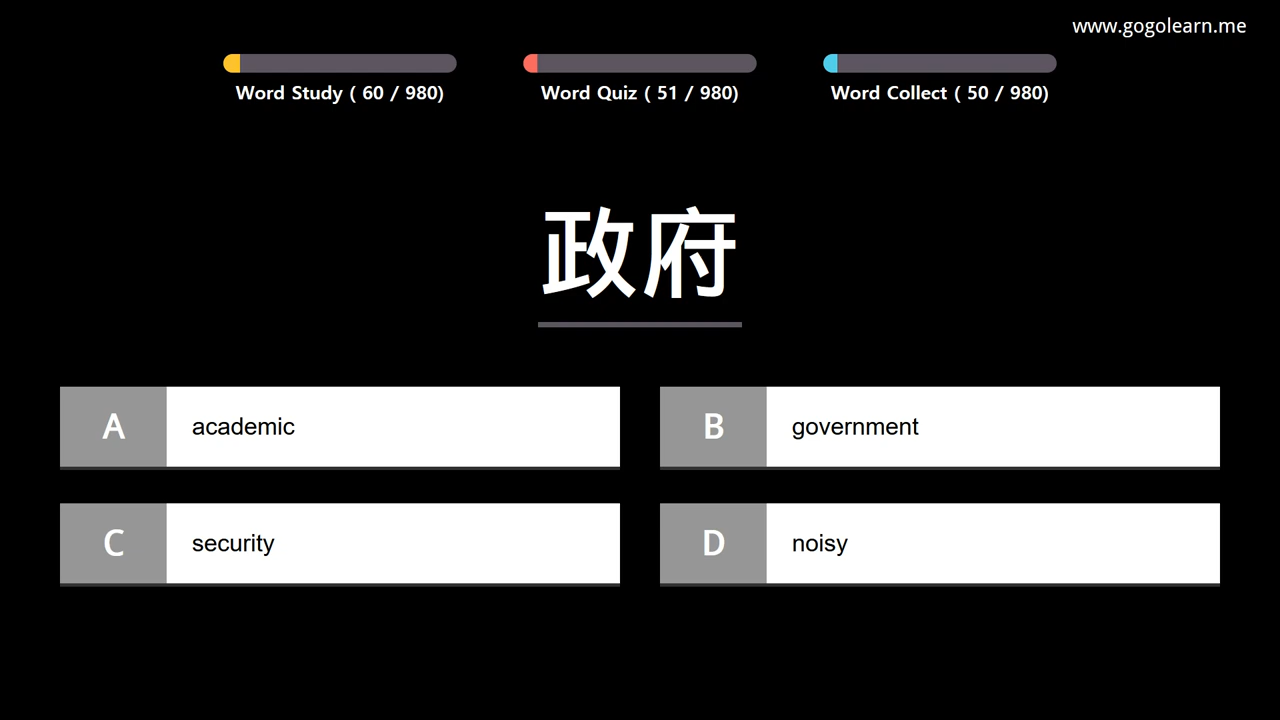 www.gogolearn.me
Word Study ( 60 / 980)
Word Quiz ( 51 / 980)
Word Collect ( 50 / 980)
政府
A academic
B government
C security
D noisy